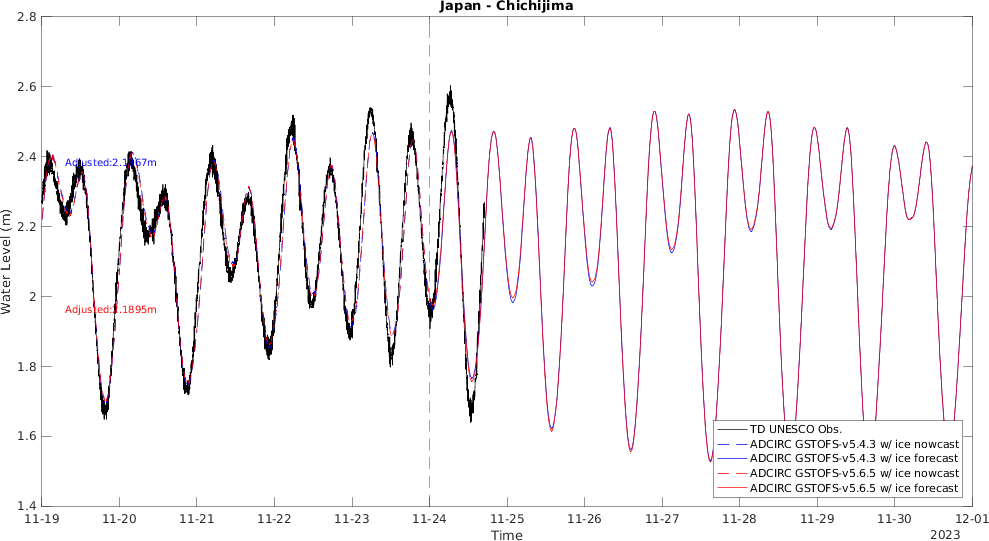 Japan - Chichijima
2.8
2.6
2.4
2.2
2
1.8
1.6
1.4
Water Level (m)
Adjusted:2.1967m
Adjusted:2.1895m
TD UNESCO Obs.
ADCIRC GSTOFS-v5.4.3 w/ ice nowcast
ADCIRC GSTOFS-v5.4.3 w/ ice forecast
ADCIRC GSTOFS-v5.6.5 w/ ice nowcast
ADCIRC GSTOFS-v5.6.5 w/ ice forecast
11-19 11-20 11-21 11-22 11-23 11-24 11-25 11-26 11-27 11-28 11-29 11-30 12-01
Time
2023